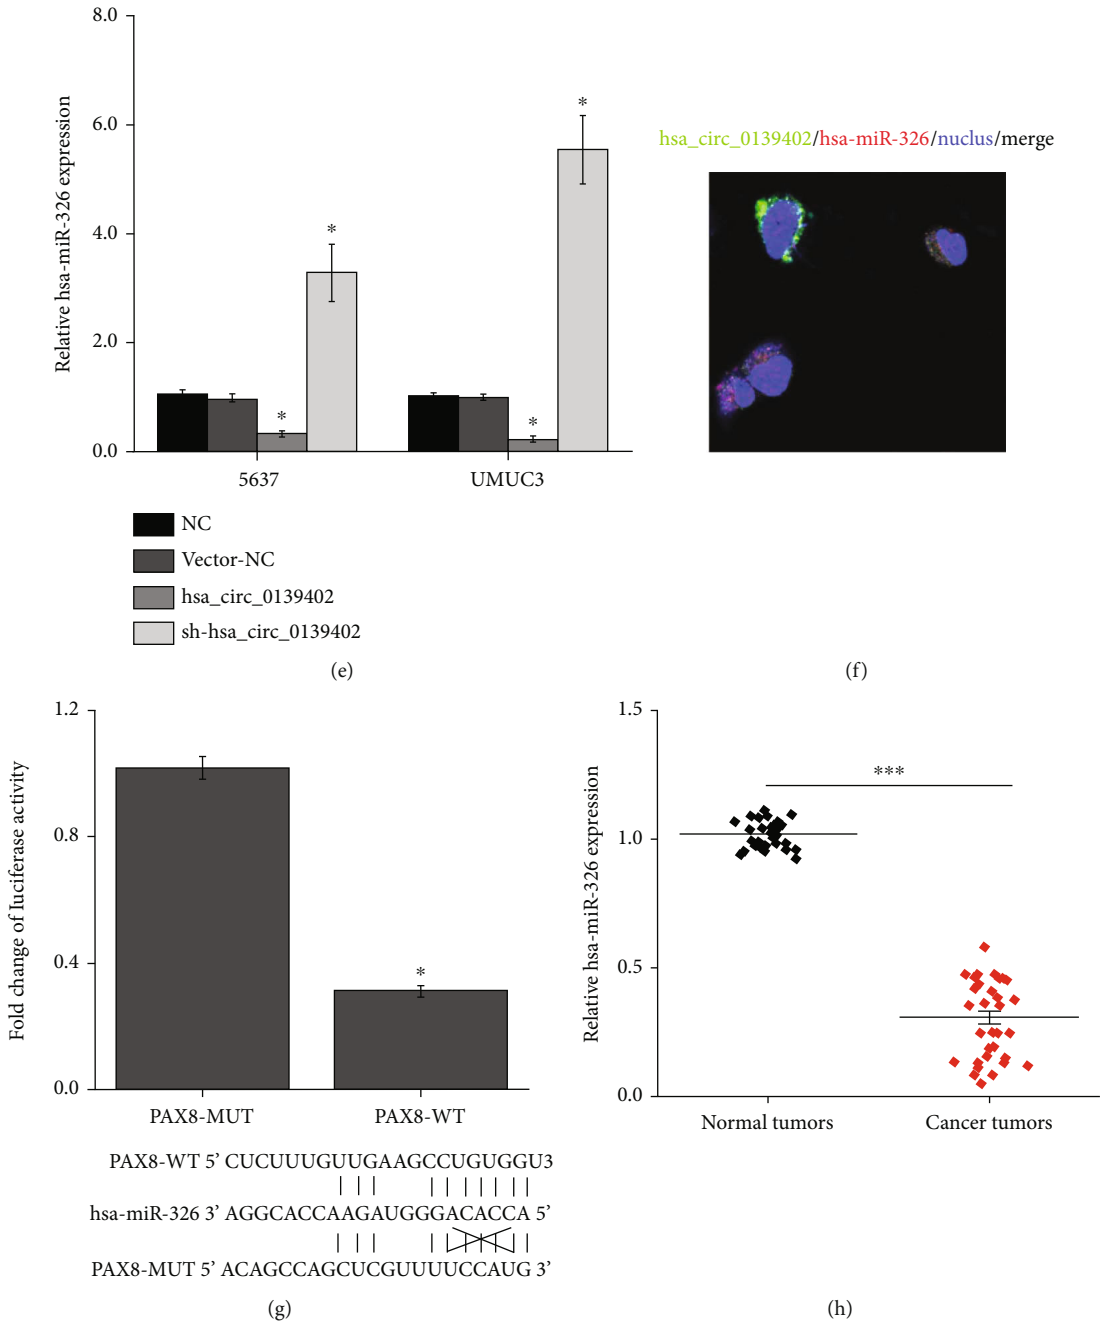 8.0
6.0
4.0
2.0
0.0
Relative hsa-miR-326 expression
*
*
*
*
5637
UMUC3
NC
Vector-NC
hsa_circ_0139402
sh-hsa_circ_0139402
(e)
hsa_circ_0139402/hsa-miR-326/nuclus/merge
(f)
1.2
0.8
0.4
0.0
Fold change of luciferase activity
*
PAX8-MUT
PAX8-WT
PAX8-WT 5’ CUCUUUGUUGAAGCCUGUGGU3
hsa-miR-326 3’ AGGCACCAAGAUGGGACACCA 5’
PAX8-MUT 5’ ACAGCCAGCUCGUUUUCCAUG 3’
(g)
1.5
1.0
0.5
0.0
Relative hsa-miR-326 expression
***
Normal tumors
Cancer tumors
(h)